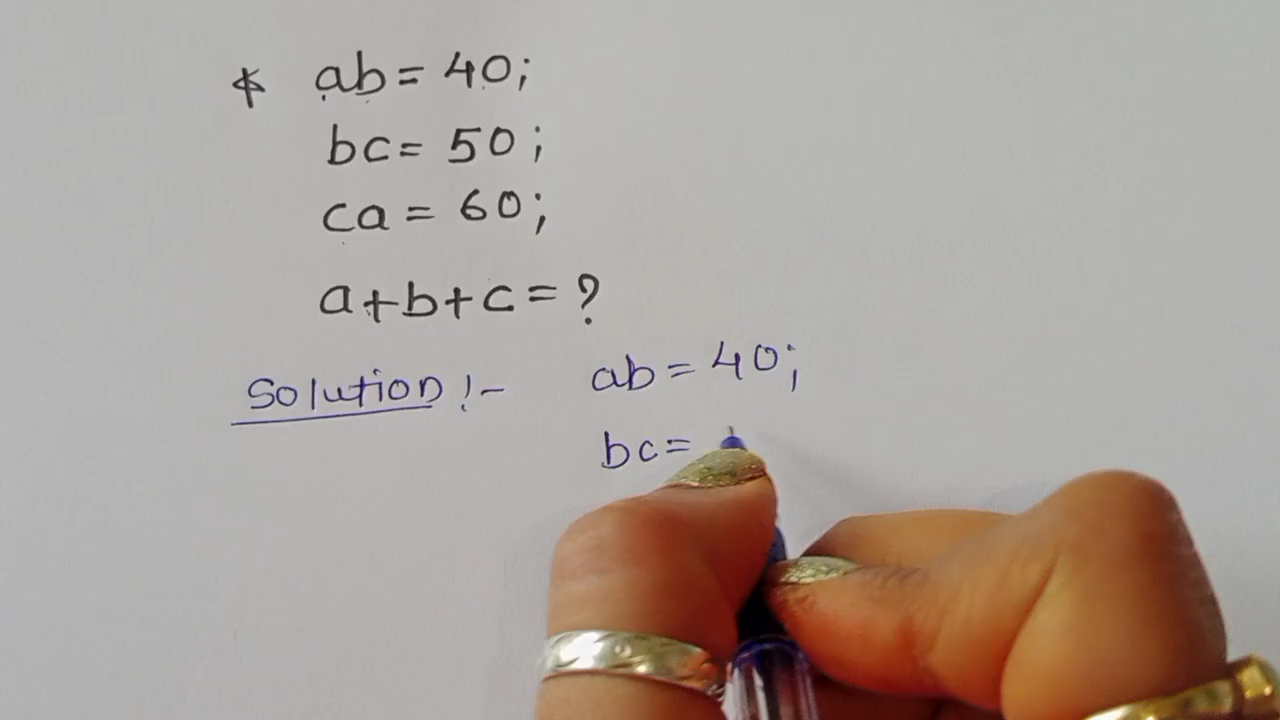 * ab = 40;
bc = 50;
ca = 60;
a+b+c = ?
Solution :- ab = 40;
bc =